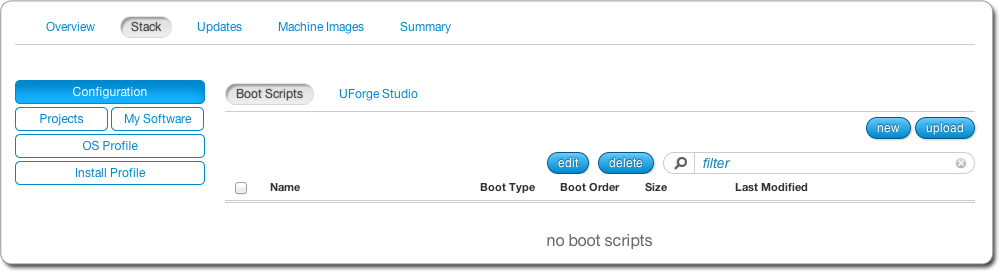 Overview Stack Updates Machine Images Summary
Configuration Boot Scripts UForge Studio
Projects My Software new upload
OS Profile
edit delete filter
Install Profile
Name Boot Type Boot Order Size Last Modified
no boot scripts